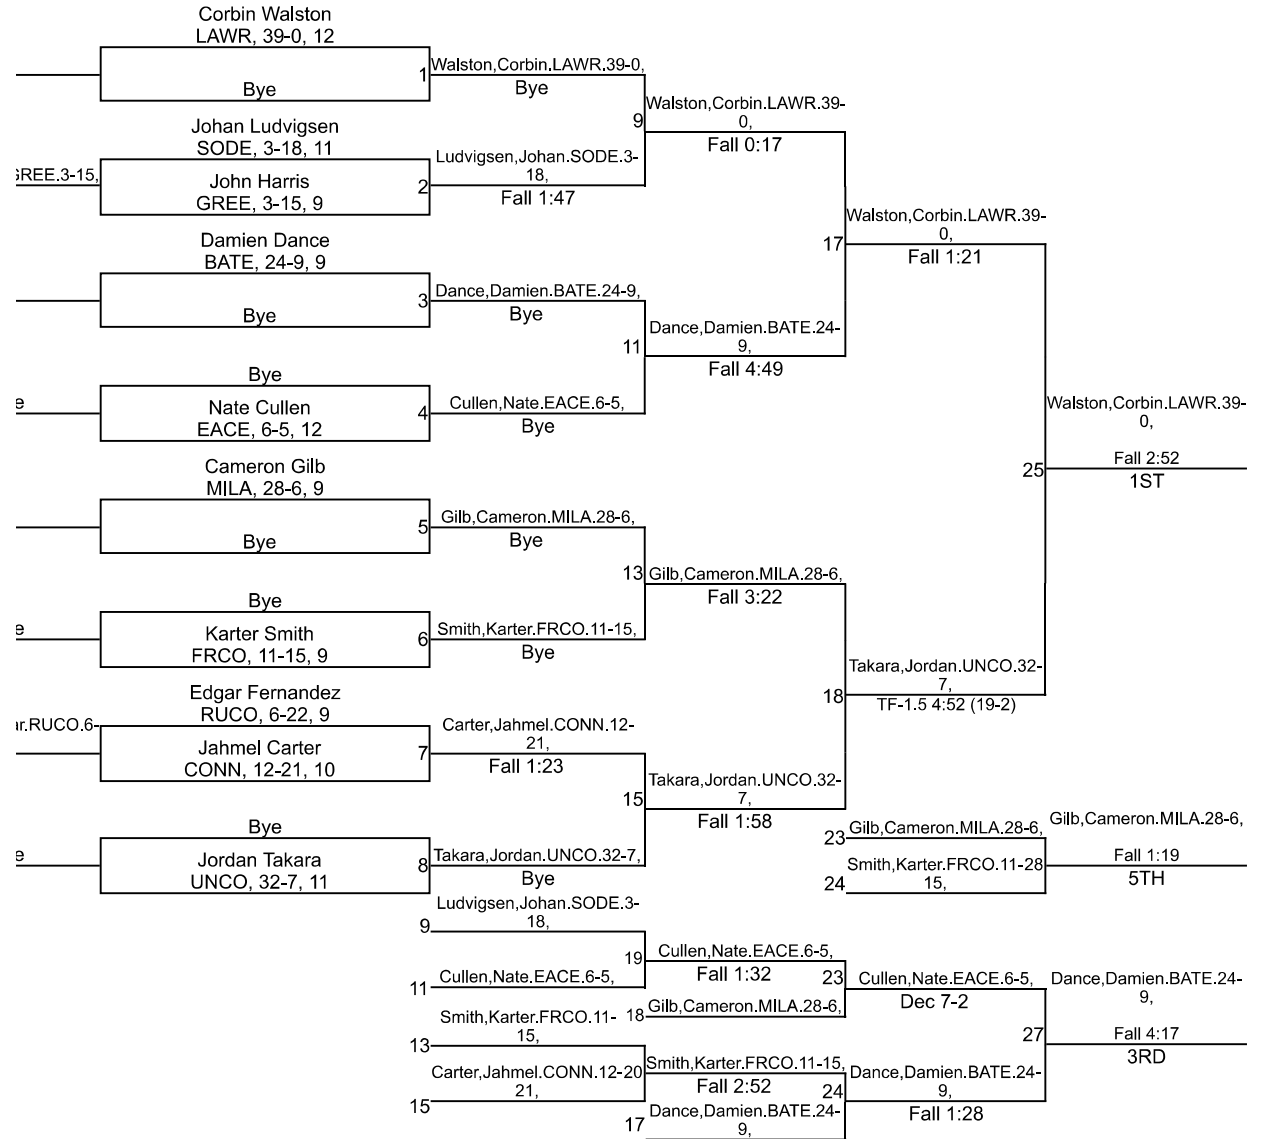 Corbin Walston
LAWR, 39-0, 12
1
Walston,Corbin.LAWR.39-0,
Bye
Bye
9
Walston,Corbin.LAWR.39-
0,
Fall 0:17
Johan Ludvigsen
SODE, 3-18, 11
GREE.3-15,
John Harris
GREE, 3-15, 9
2
Ludvigsen,Johan.SODE.3-
18,
Fall 1:47
17
Walston,Corbin.LAWR.39-
0,
Fall 1:21
Damien Dance
BATE, 24-9, 9
3
Dance,Damien.BATE.24-9,
Bye
Bye
11
Dance,Damien.BATE.24-
9,
Fall 4:49
Bye
e
Nate Cullen
EACE, 6-5, 12
4
Cullen,Nate.EACE.6-5,
Bye
25
Walston,Corbin.LAWR.39-
0,
Fall 2:52
1ST
Cameron Gilb
MILA, 28-6, 9
5
Gilb,Cameron.MILA.28-6,
Bye
Bye
13
Gilb,Cameron.MILA.28-6,
Fall 3:22
Bye
e
Karter Smith
FRCO, 11-15, 9
6
Smith,Karter.FRCO.11-15,
Bye
18
Takara,Jordan.UNCO.32-
7,
TF-1.5 4:52 (19-2)
Edgar Fernandez
RUCO, 6-22, 9
ar.RUCO.6-
Jahmel Carter
CONN, 12-21, 10
7
Carter,Jahmel.CONN.12-
21,
Fall 1:23
15
Takara,Jordan.UNCO.32-
7,
Fall 1:58
Bye
e
Jordan Takara
UNCO, 32-7, 11
8
Takara,Jordan.UNCO.32-7,
Bye
23
Gilb,Cameron.MILA.28-6,
24
Smith,Karter.FRCO.11-28
15,
Gilb,Cameron.MILA.28-6,
Fall 1:19
5TH
9
Ludvigsen,Johan.SODE.3-
18,
11
Cullen,Nate.EACE.6-5,
19
Cullen,Nate.EACE.6-5,
Fall 1:32
18
Gilb,Cameron.MILA.28-6,
23
Cullen,Nate.EACE.6-5,
Dec 7-2
13
Smith,Karter.FRCO.11-
15,
15
Carter,Jahmel.CONN.12-20
21,
Smith,Karter.FRCO.11-15,
Fall 2:52
17
Dance,Damien.BATE.24-
9,
24
Dance,Damien.BATE.24-
9,
Fall 1:28
27
Dance,Damien.BATE.24-
9,
Fall 4:17
3RD